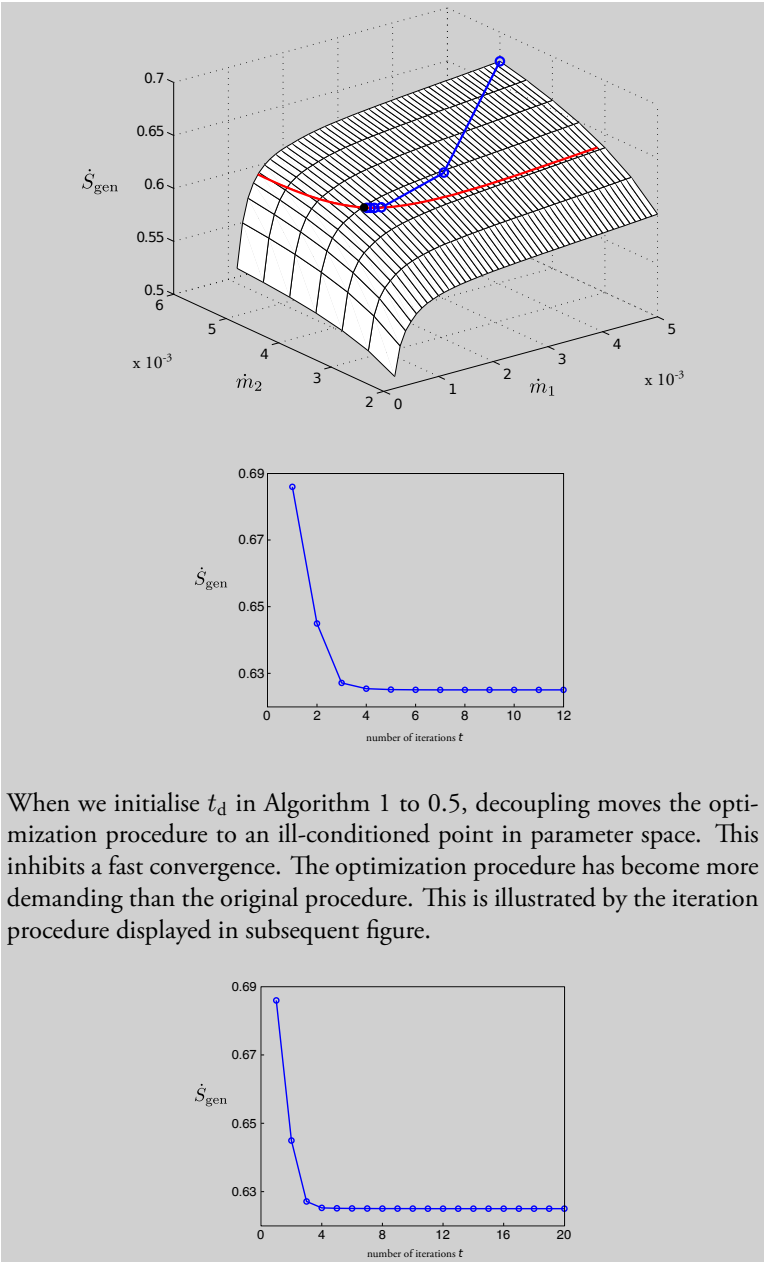 0.7
0.65
Ṡgen
0.6
0.55
0.5
6
5
x 10⁻³
4
ṁ₂
3
2
0
1
2
ṁ₁
3
4
x 10⁻³
5
0.69
0.67
Ṡgen
0.65
0.63
0 2 4 6 8 10 12
number of iterations t
When we initialise t_d in Algorithm 1 to 0.5, decoupling moves the opti-
mization procedure to an ill-conditioned point in parameter space. This
inhibits a fast convergence. The optimization procedure has become more
demanding than the original procedure. This is illustrated by the iteration
procedure displayed in subsequent figure.
0.69
0.67
Ṡgen
0.65
0.63
0 4 8 12 16 20
number of iterations t